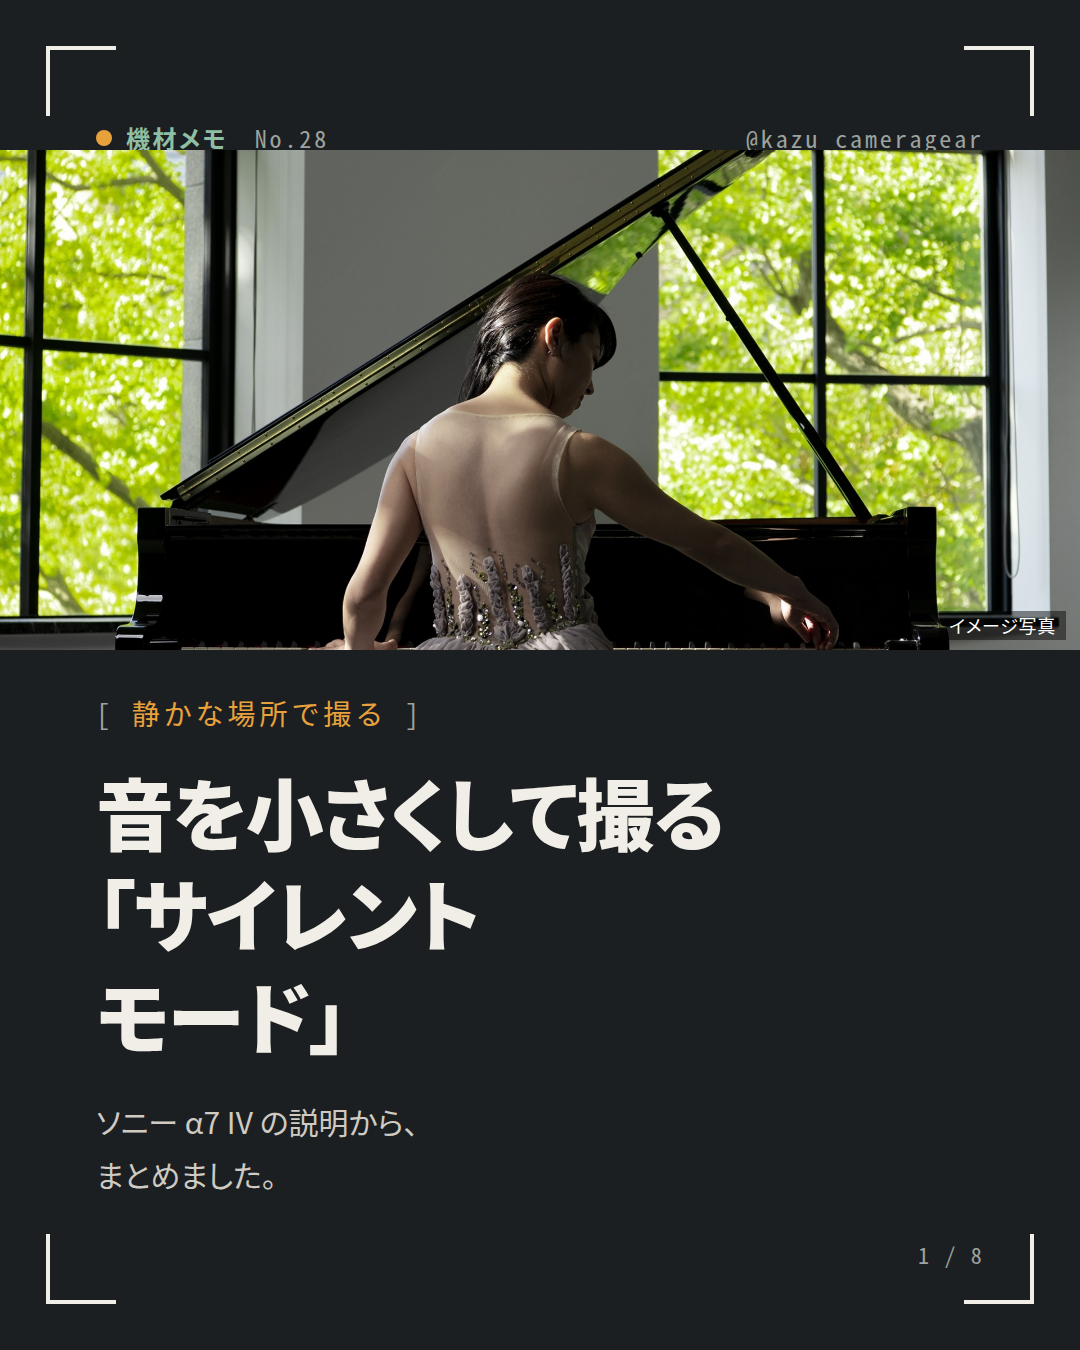 機材メモ No.28
@kazu_cameragear
イメージ写真
[ 静かな場所で撮る ]
音を小さくして撮る
「サイレント
モード」
ソニー α7 IV の説明から、
まとめました。
1 / 8